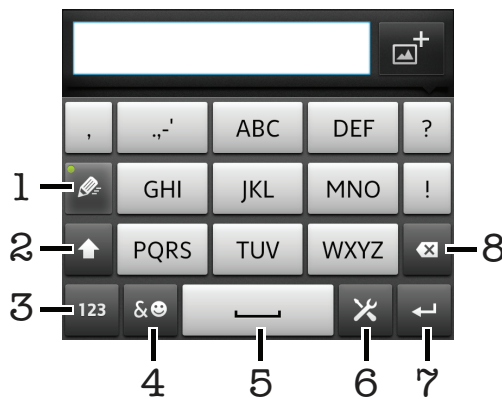 , .,-' ABC DEF ?
1 GHI JKL MNO !
2 PQRS TUV WXYZ 8
3 123 &
4 5 6 7